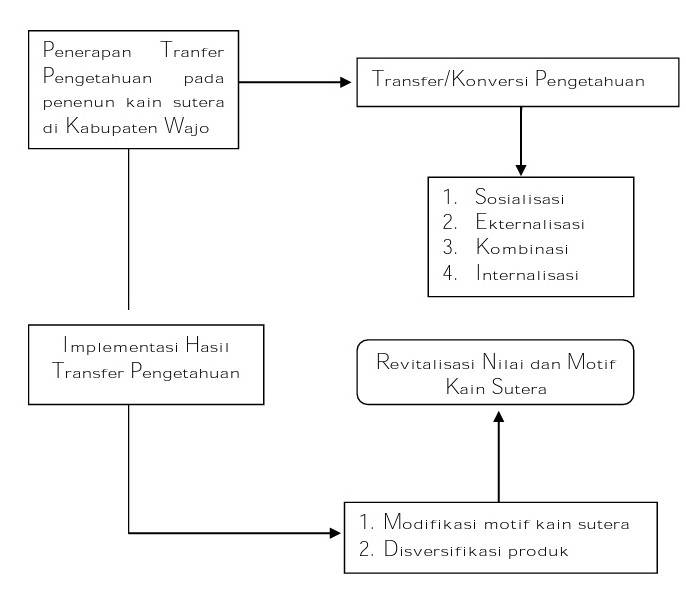 Penerapan Tranfer
Pengetahuan pada
penenun kain sutera
di Kabupaten Wajo
Transfer/Konversi Pengetahuan
1. Sosialisasi
2. Ekternalisasi
3. Kombinasi
4. Internalisasi
Implementasi Hasil
Transfer Pengetahuan
Revitalisasi Nilai dan Motif
Kain Sutera
1. Modifikasi motif kain sutera
2. Disversifikasi produk